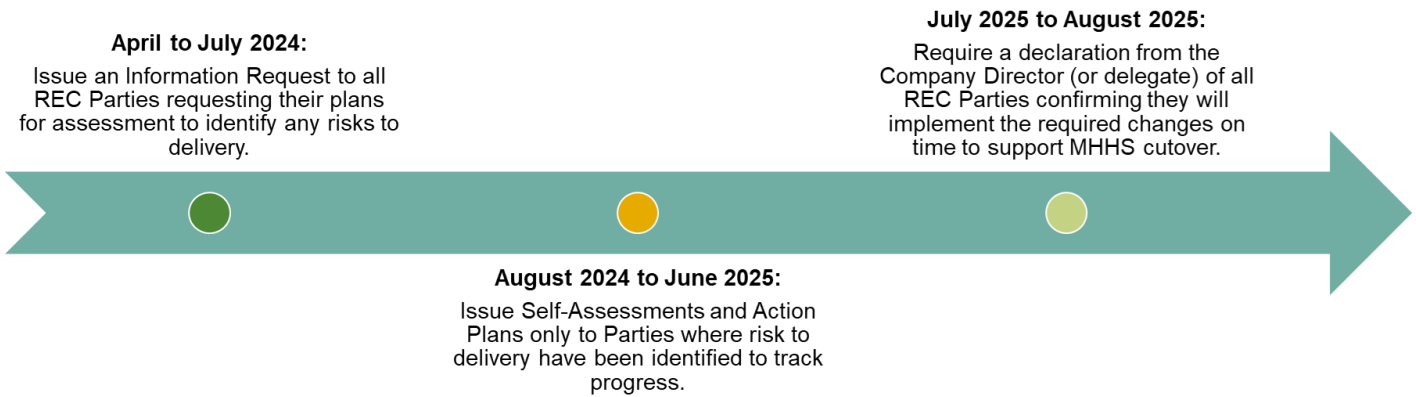 April to July 2024:
Issue an Information Request to all
REC Parties requesting their plans
for assessment to identify any risks to
delivery.
August 2024 to June 2025:
Issue Self-Assessments and Action
Plans only to Parties where risk to
delivery have been identified to track
progress.
July 2025 to August 2025:
Require a declaration from the
Company Director (or delegate) of all
REC Parties confirming they will
implement the required changes on
time to support MHHS cutover.